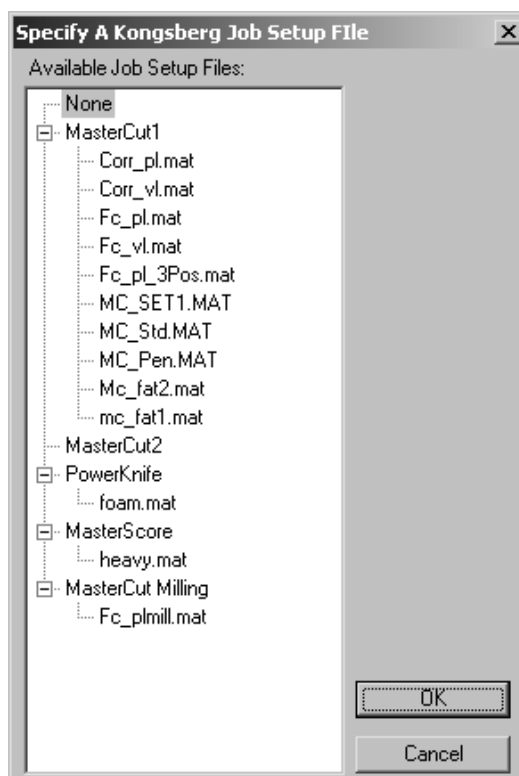 Specify A Kongsberg Job Setup FIle
Available Job Setup Files:
None
MasterCut1
Corr_pl.mat
Corr_vl.mat
Fc_pl.mat
Fc_vl.mat
Fc_pl_3Pos.mat
MC_SET1.MAT
MC_Std.MAT
MC_Pen.MAT
Mc_fat2.mat
mc_fat1.mat
MasterCut2
PowerKnife
foam.mat
MasterScore
heavy.mat
MasterCut Milling
Fc_plmill.mat
OK
Cancel